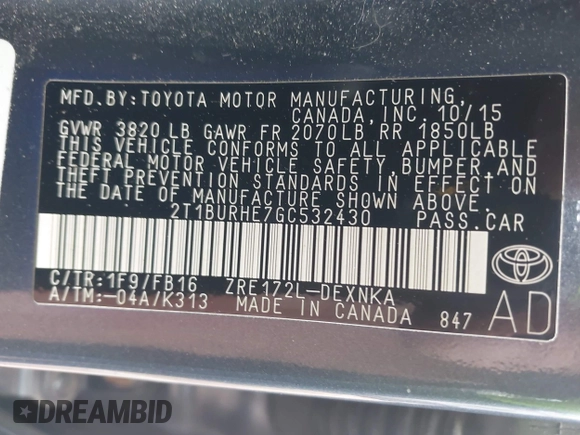 MFD. BY: TOYOTA MOTOR MANUFACTURING,
CANADA, INC. 10/15
GVWR 3820 LB GAWR FR 2070LB RR 1850LB
THIS VEHICLE CONFORMS TO ALL APPLICABLE
FEDERAL MOTOR VEHICLE SAFETY, BUMPER, AND
THEFT PREVENTION STANDARDS IN EFFECT ON
THE DATE OF MANUFACTURE SHOWN ABOVE.
2T1BURHE7GC532430 PASS.CAR
C/TR:1F9/FB16 ZRE172L-DEXNKA
A/TM:-04A/K313 MADE IN CANADA 847
AD
DREAMBID